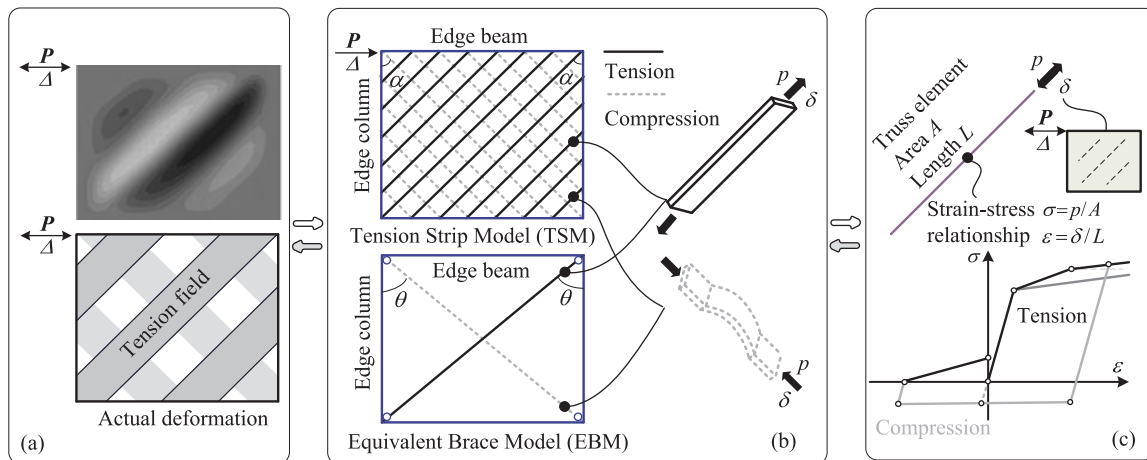 P
Δ
P
Δ
Tension field
Actual deformation
(a)
Edge beam
P
Δ
α
α
Edge column
Tension Strip Model (TSM)
Edge beam
θ
θ
Edge column
Equivalent Brace Model (EBM)
Tension
Compression
p
δ
p
δ
(b)
Truss element
Area A
Length L
p
δ
P
Δ
Strain-stress σ=p/A
relationship ε=δ/L
σ
Tension
ε
Compression
(c)